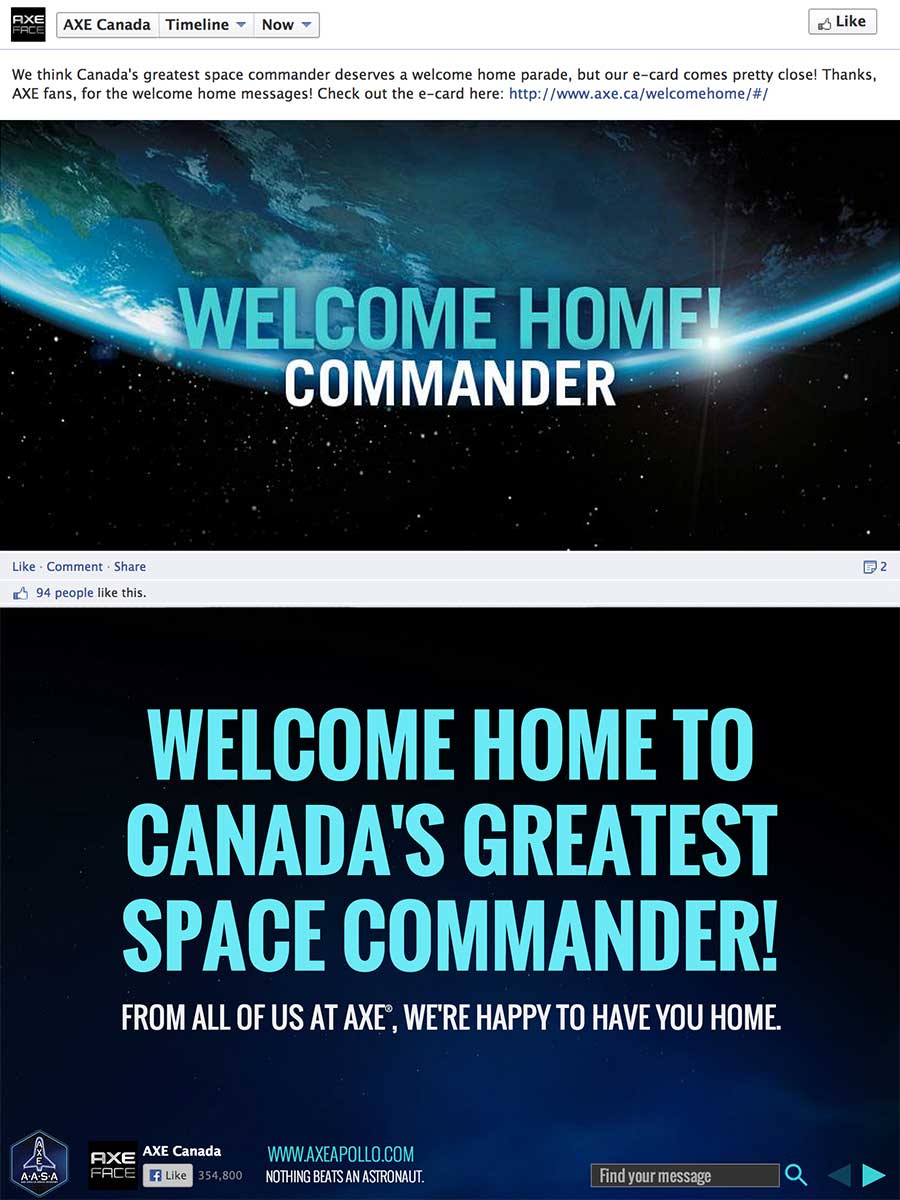 AXE
FACE
AXE Canada
Timeline
Now
Like
We think Canada's greatest space commander deserves a welcome home parade, but our e-card comes pretty close! Thanks,
AXE fans, for the welcome home messages! Check out the e-card here: http://www.axe.ca/welcomehome/#/
WELCOME HOME!
COMMANDER
Like · Comment · Share
2
94 people like this.
WELCOME HOME TO
CANADA'S GREATEST
SPACE COMMANDER!
FROM ALL OF US AT AXE®, WE'RE HAPPY TO HAVE YOU HOME.
AXE
A·A·S·A
AXE
FACE
AXE Canada
Like
354,800
WWW.AXEAPOLLO.COM
NOTHING BEATS AN ASTRONAUT.
Find your message